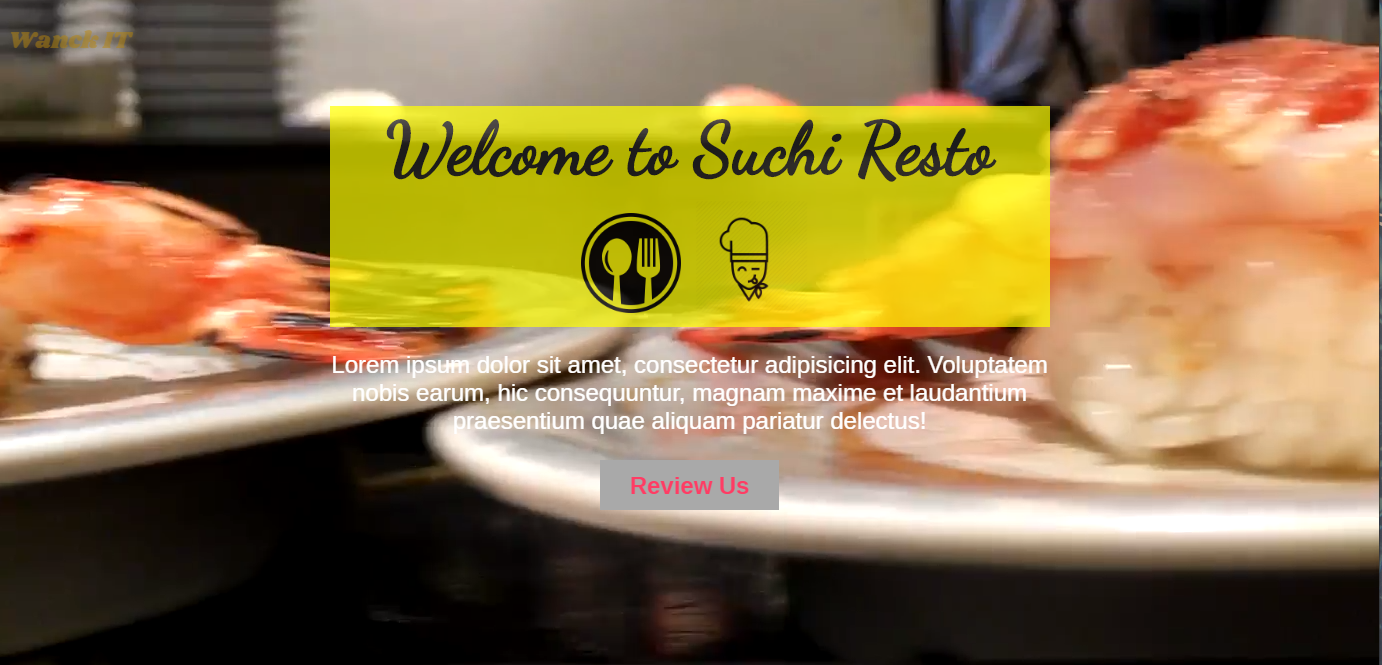 Wanck IT
Welcome to Suchi Resto
Lorem ipsum dolor sit amet, consectetur adipisicing elit. Voluptatem
nobis earum, hic consequuntur, magnam maxime et laudantium
praesentium quae aliquam pariatur delectus!
Review Us